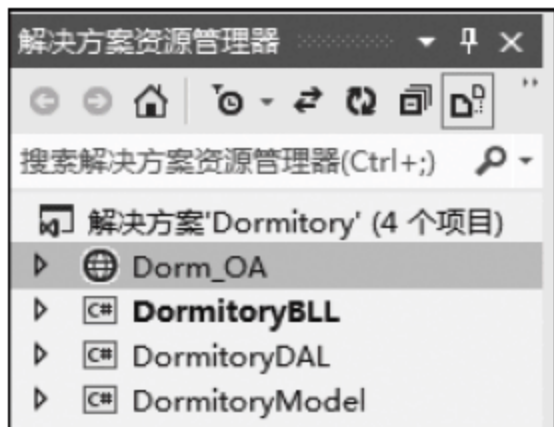 解决方案资源管理器
搜索解决方案资源管理器(Ctrl+;)
解决方案'Dormitory' (4 个项目)
Dorm_OA
C# DormitoryBLL
C# DormitoryDAL
C# DormitoryModel